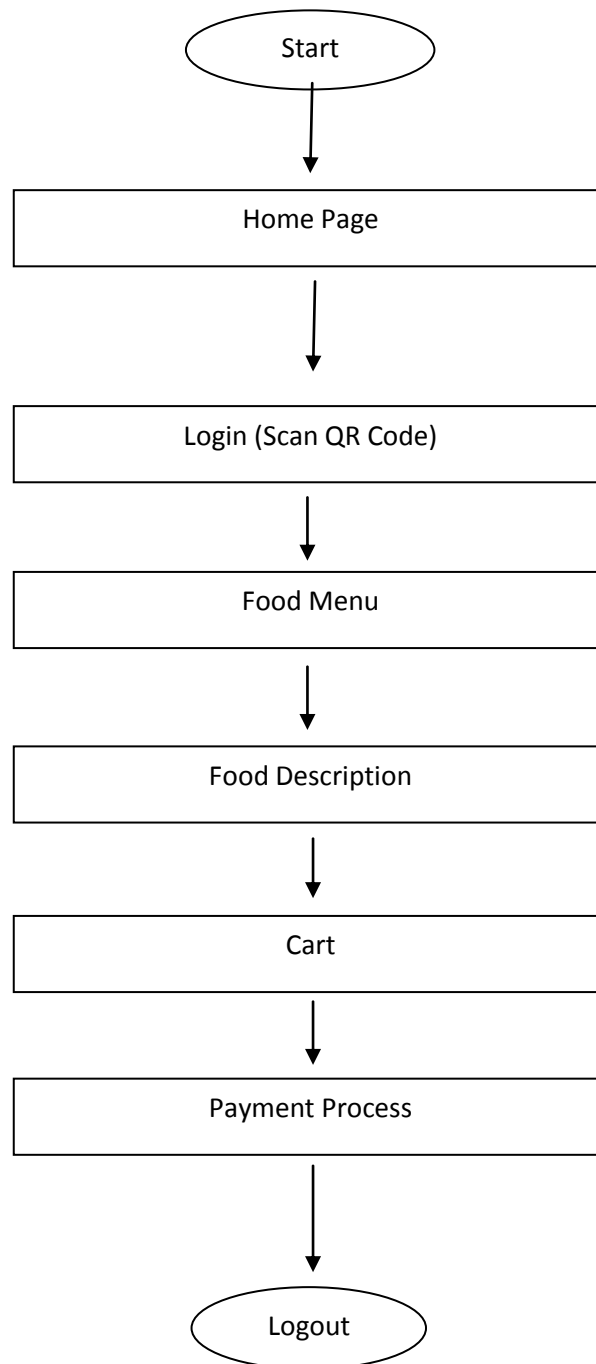 Start
Home Page
Login (Scan QR Code)
Food Menu
Food Description
Cart
Payment Process
Logout